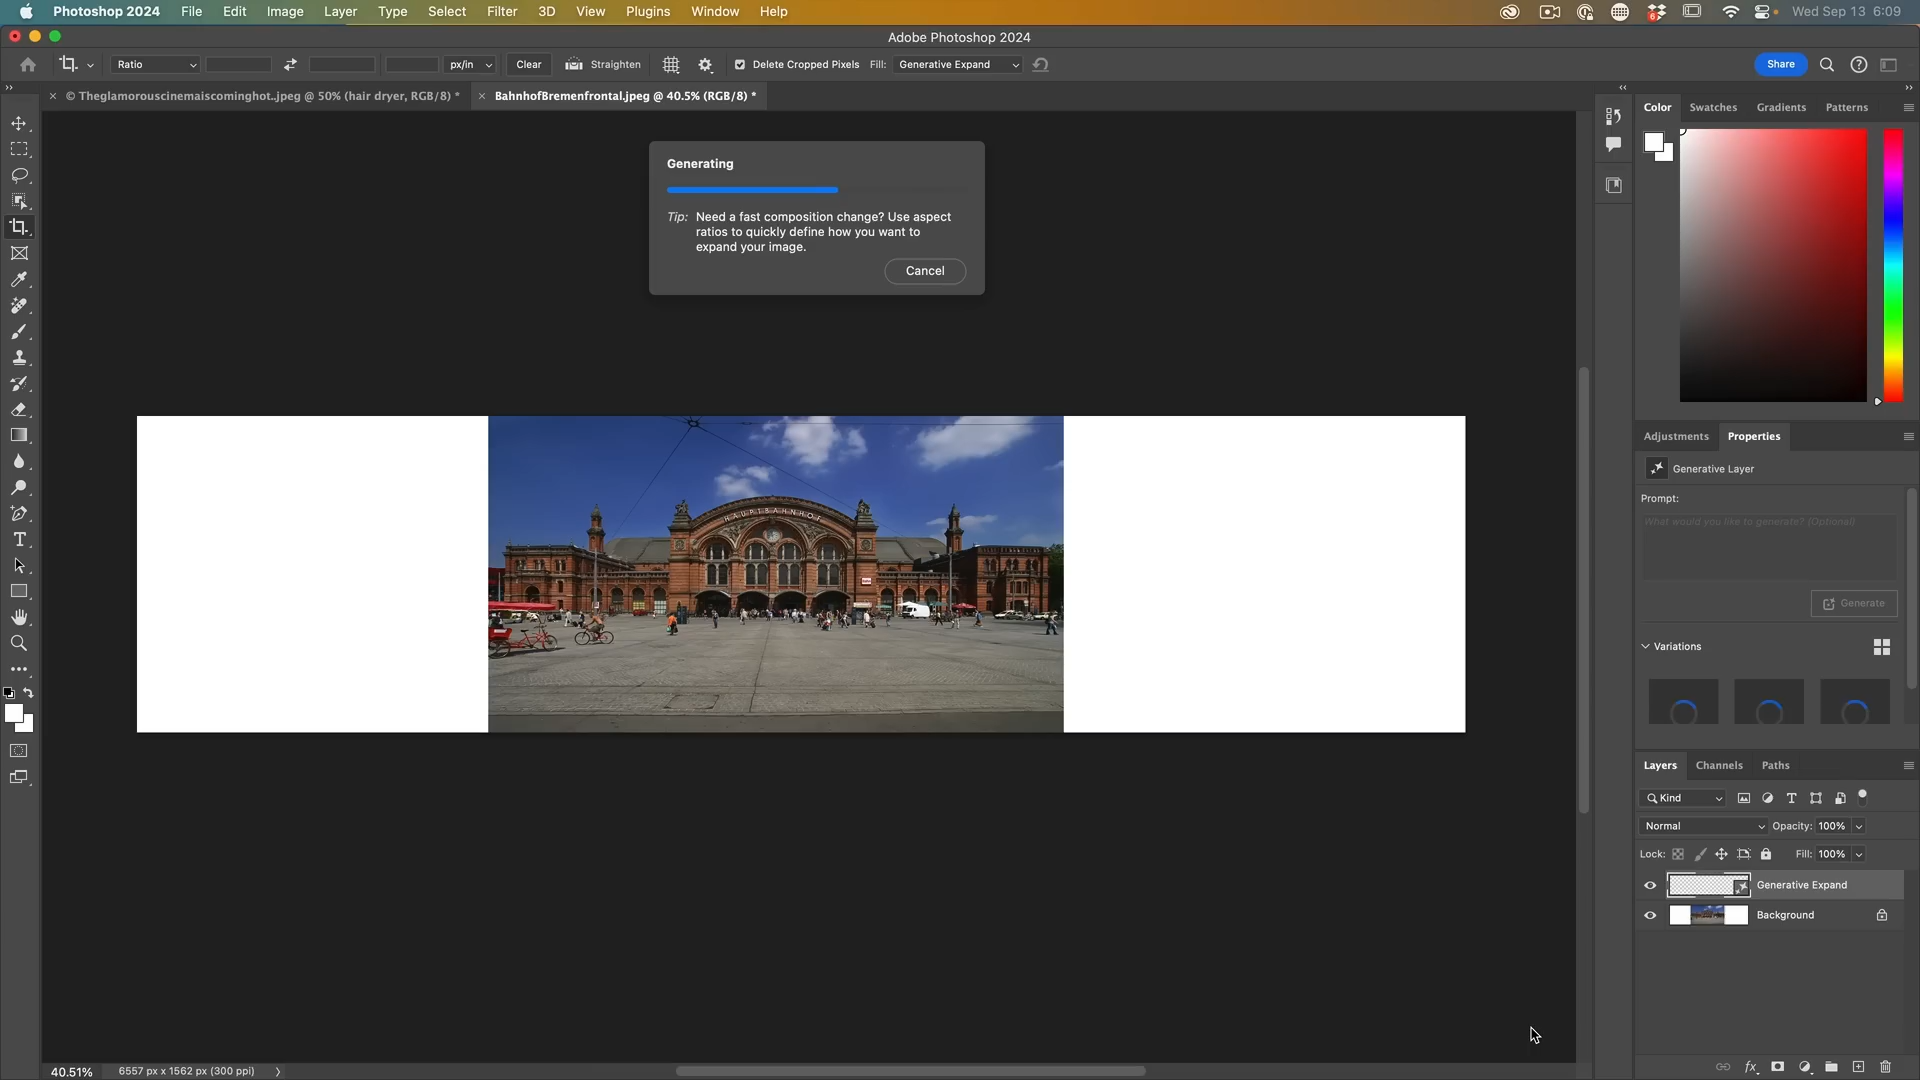 Photoshop 2024 File Edit Image Layer Type Select Filter 3D View Plugins Window Help
6
Wed Sep 13 6:09
Adobe Photoshop 2024
Ratio px/in Clear Straighten Delete Cropped Pixels Fill: Generative Expand Share
© Theglamorouscinemaiscominghot..jpeg @ 50% (hair dryer, RGB/8) *
BahnhofBremenfrontal.jpeg @ 40.5% (RGB/8) *
Color Swatches Gradients Patterns
Generating
Tip: Need a fast composition change? Use aspect
ratios to quickly define how you want to
expand your image.
Cancel
HAUPTBAHNHOF
Adjustments Properties
Generative Layer
Prompt:
What would you like to generate? (Optional)
Generate
Variations
Layers Channels Paths
Kind
Normal Opacity: 100%
Lock: Fill: 100%
Generative Expand
Background
fx
40.51% 6557 px x 1562 px (300 ppi)